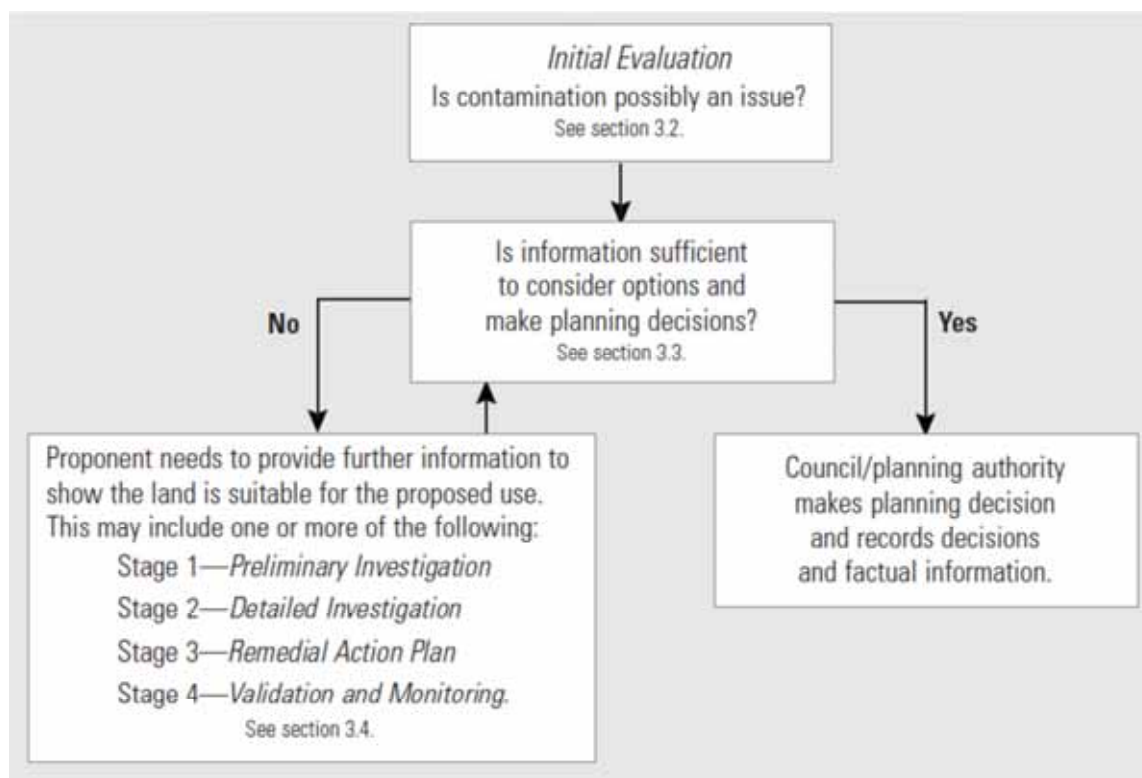 Initial Evaluation
Is contamination possibly an issue?
See section 3.2.
Is information sufficient
to consider options and
make planning decisions?
See section 3.3.
No
Yes
Proponent needs to provide further information to
show the land is suitable for the proposed use.
This may include one or more of the following:
Stage 1—Preliminary Investigation
Stage 2—Detailed Investigation
Stage 3—Remedial Action Plan
Stage 4—Validation and Monitoring.
See section 3.4.
Council/planning authority
makes planning decision
and records decisions
and factual information.